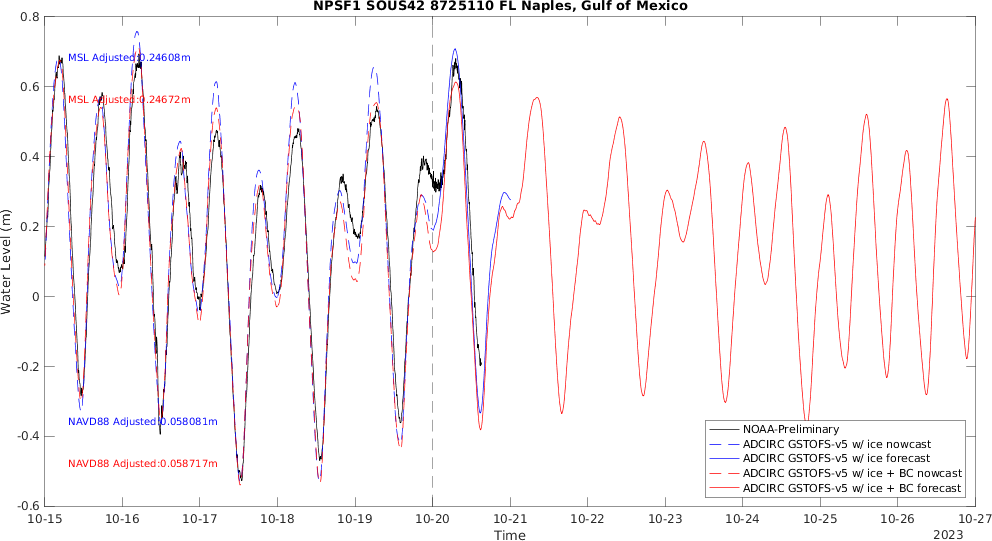 NPSF1 SOUS42 8725110 FL Naples, Gulf of Mexico
0.8
0.6
0.4
0.2
0
-0.2
-0.4
-0.6
Water Level (m)
MSL Adjusted:0.24608m
MSL Adjusted:0.24672m
NAVD88 Adjusted:0.058081m
NAVD88 Adjusted:0.058717m
NOAA-Preliminary
ADCIRC GSTOFS-v5 w/ ice nowcast
ADCIRC GSTOFS-v5 w/ ice forecast
ADCIRC GSTOFS-v5 w/ ice + BC nowcast
ADCIRC GSTOFS-v5 w/ ice + BC forecast
10-15 10-16 10-17 10-18 10-19 10-20 10-21 10-22 10-23 10-24 10-25 10-26 10-27
Time
2023